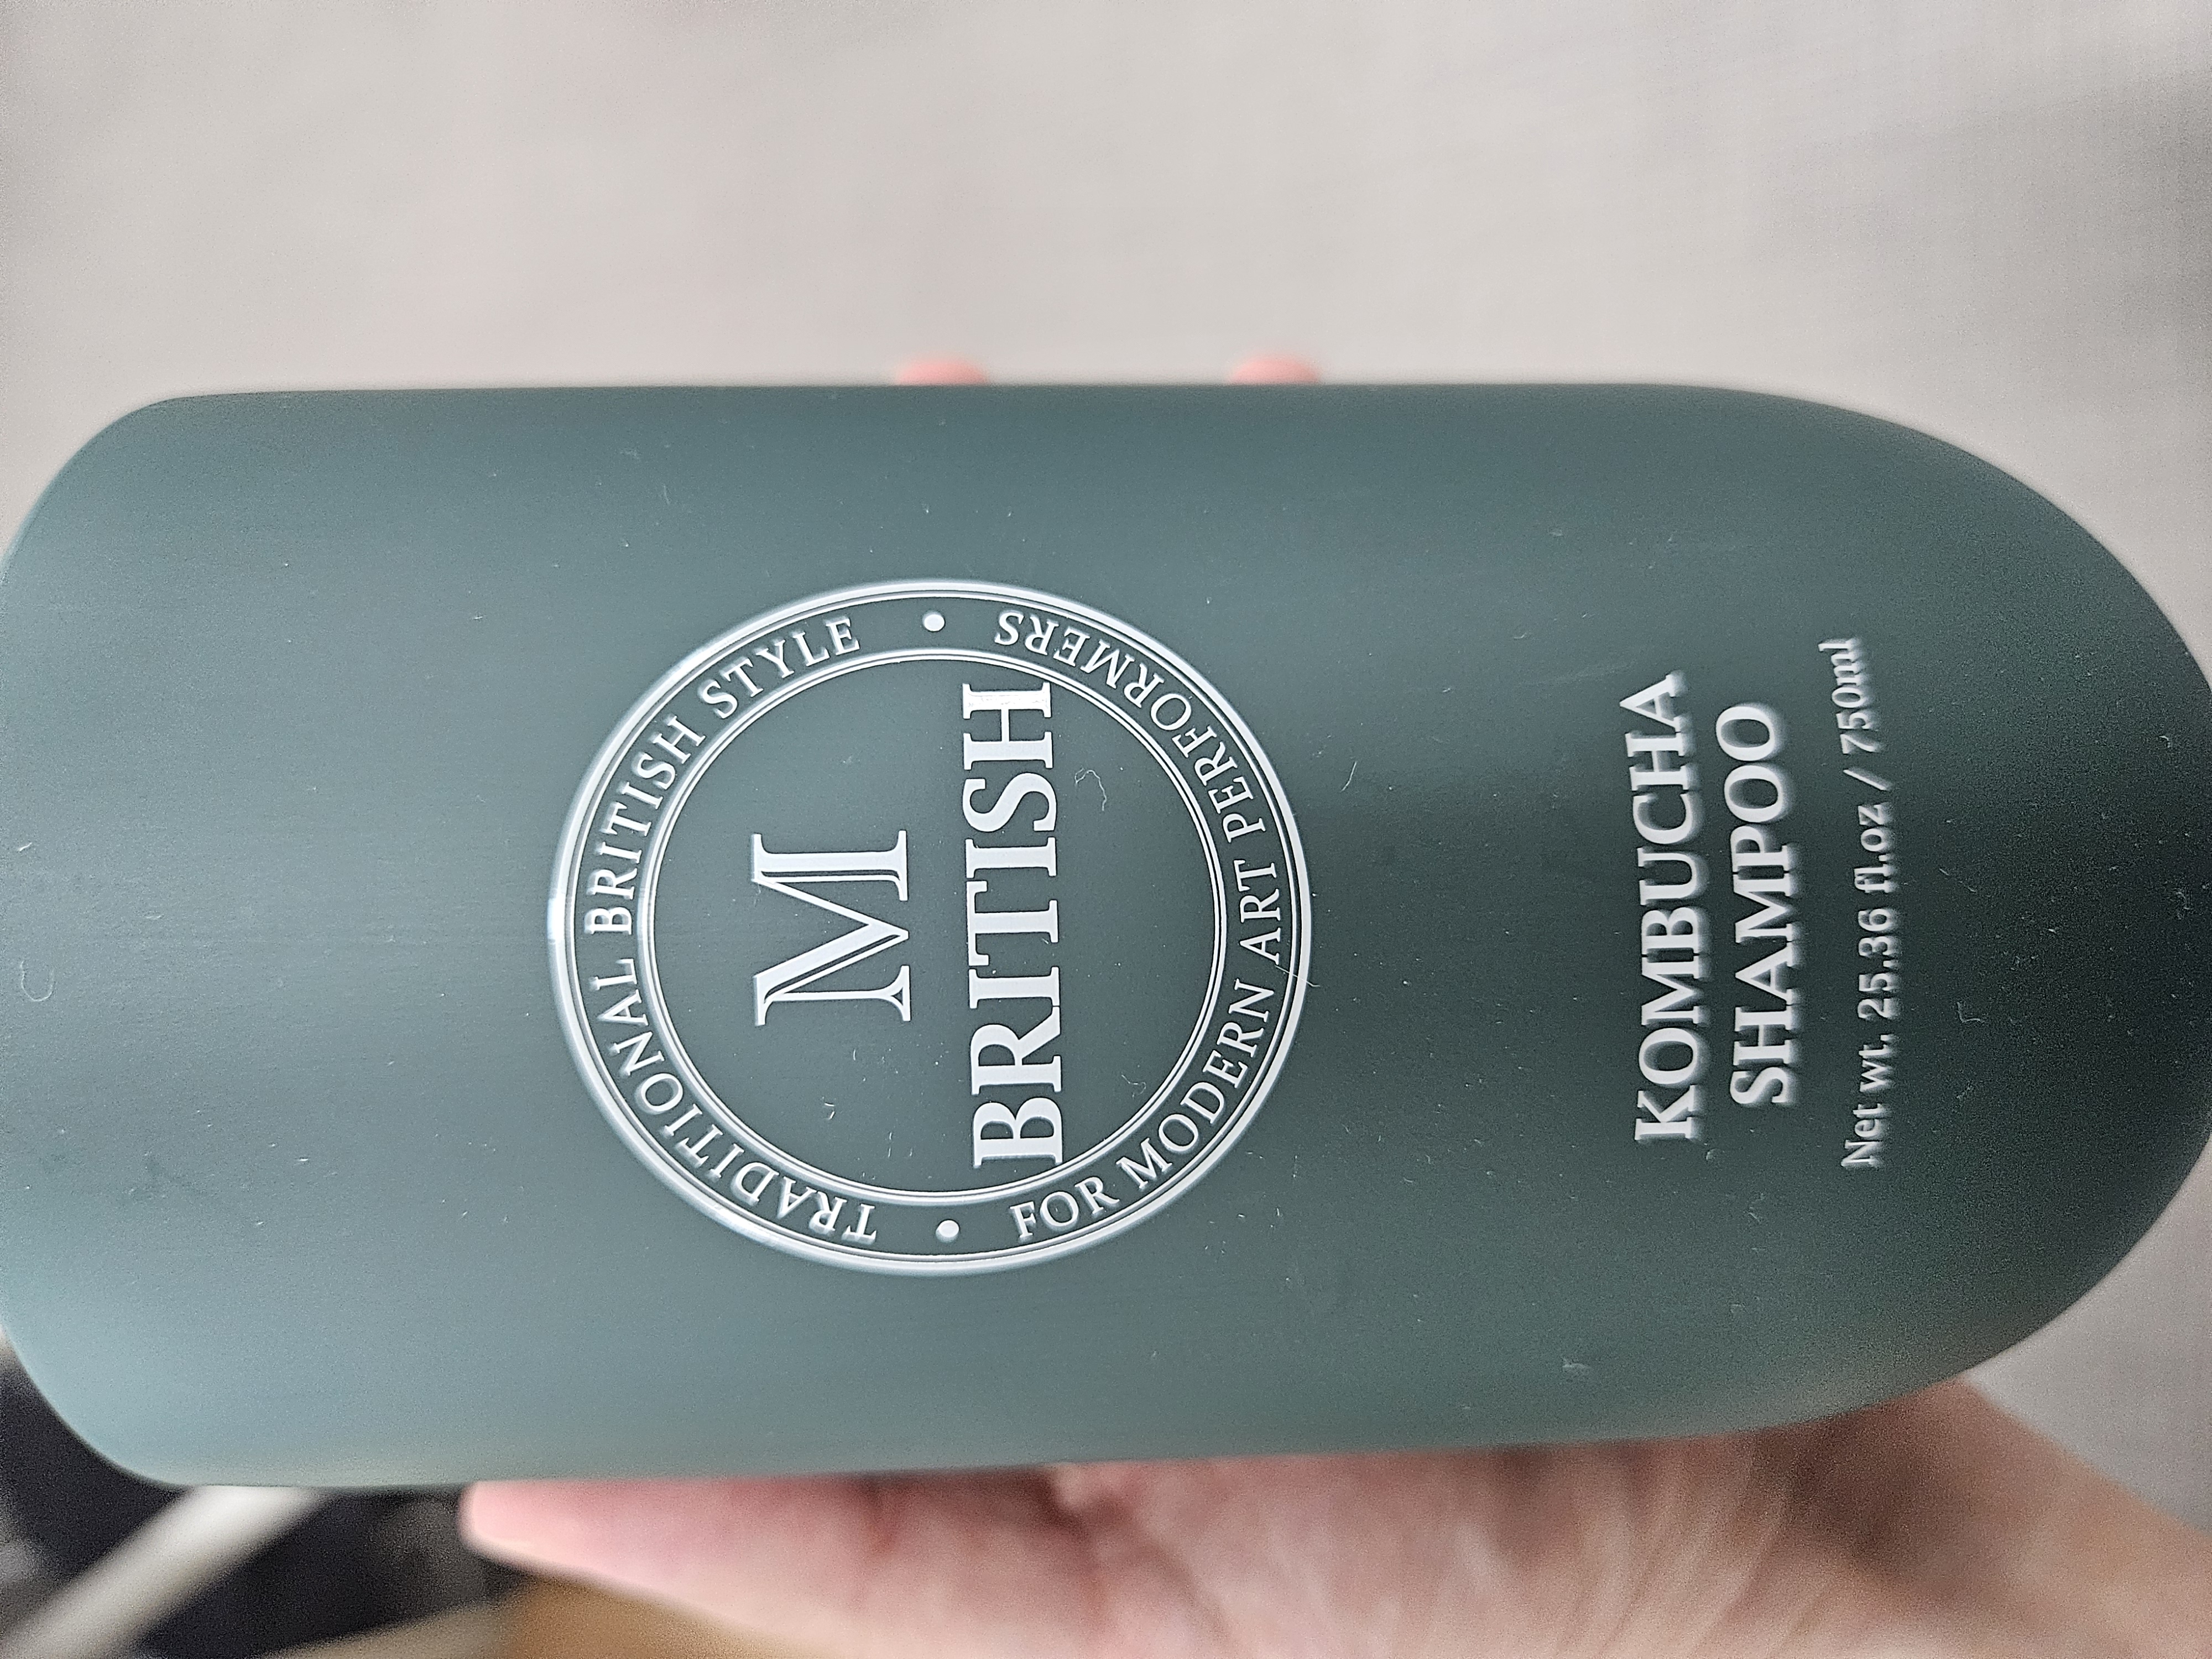 TRADITIONAL BRITISH STYLE
M
BRITISH
FOR MODERN ART PERFORMERS
KOMBUCHA
SHAMPOO
Net wt. 25.36 fl.oz / 750ml